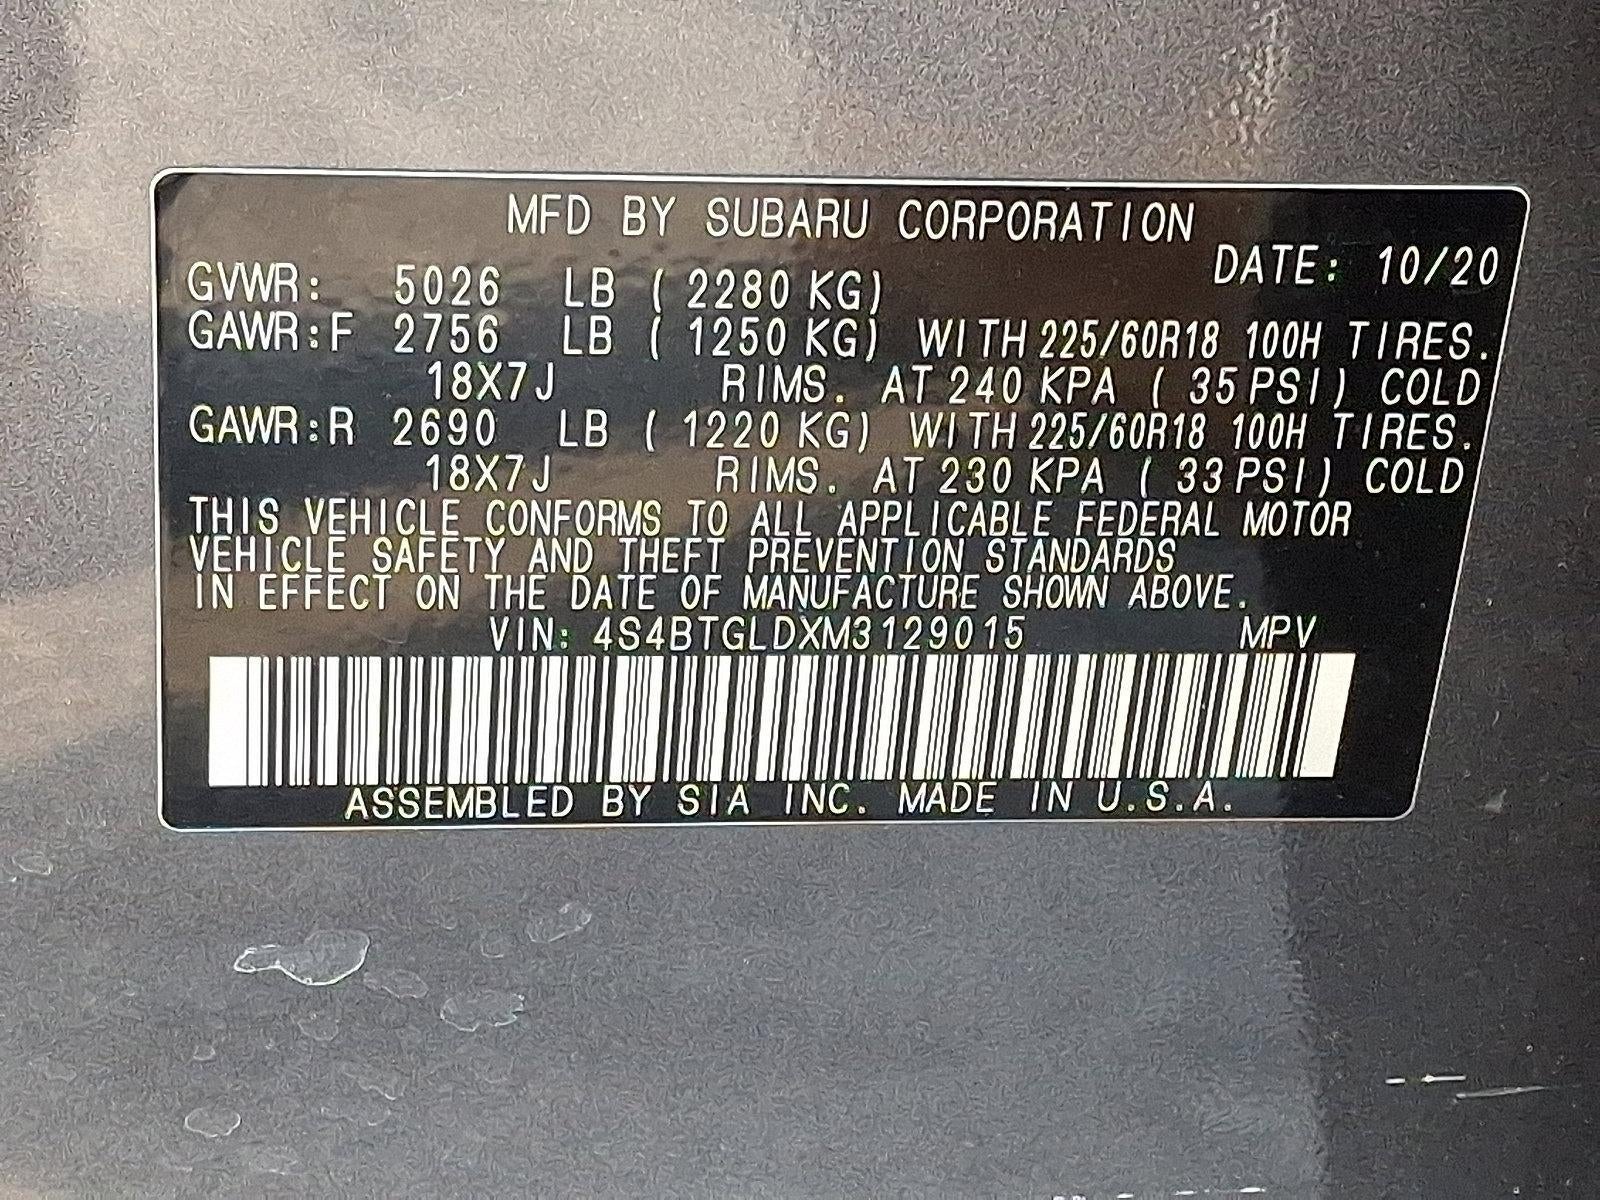 MFD BY SUBARU CORPORATION
DATE: 10/20
GVWR: 5026 LB ( 2280 KG)
GAWR:F 2756 LB ( 1250 KG) WITH 225/60R18 100H TIRES.
18X7J RIMS. AT 240 KPA ( 35 PSI) COLD
GAWR:R 2690 LB ( 1220 KG) WITH 225/60R18 100H TIRES.
18X7J RIMS. AT 230 KPA ( 33 PSI) COLD
THIS VEHICLE CONFORMS TO ALL APPLICABLE FEDERAL MOTOR
VEHICLE SAFETY AND THEFT PREVENTION STANDARDS
IN EFFECT ON THE DATE OF MANUFACTURE SHOWN ABOVE.
VIN: 4S4BTGLDXM3129015 MPV
ASSEMBLED BY SIA INC. MADE IN U.S.A.